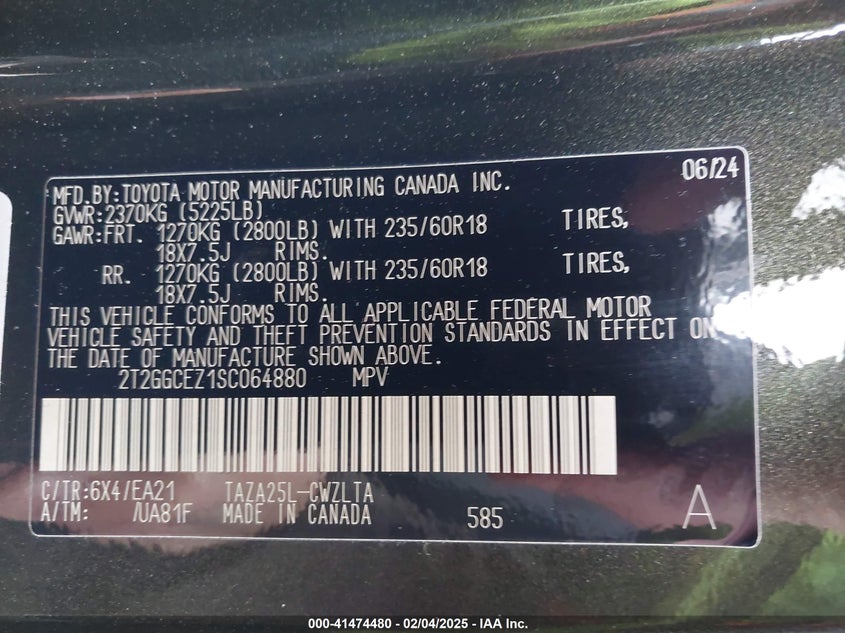 06/24
MFD.BY:TOYOTA MOTOR MANUFACTURING CANADA INC.
GVWR:2370KG (5225LB)
GAWR:FRT. 1270KG (2800LB) WITH 235/60R18 TIRES,
18X7.5J RIMS.
RR. 1270KG (2800LB) WITH 235/60R18 TIRES,
18X7.5J RIMS.
THIS VEHICLE CONFORMS TO ALL APPLICABLE FEDERAL MOTOR
VEHICLE SAFETY AND THEFT PREVENTION STANDARDS IN EFFECT ON
THE DATE OF MANUFACTURE SHOWN ABOVE.
2T2GGCEZ1SC064880 MPV
C/TR:6X4/EA21 TAZA25L-CWZLTA
A/TM: /UA81F MADE IN CANADA 585 A
000-41474480 - 02/04/2025 - IAA Inc.